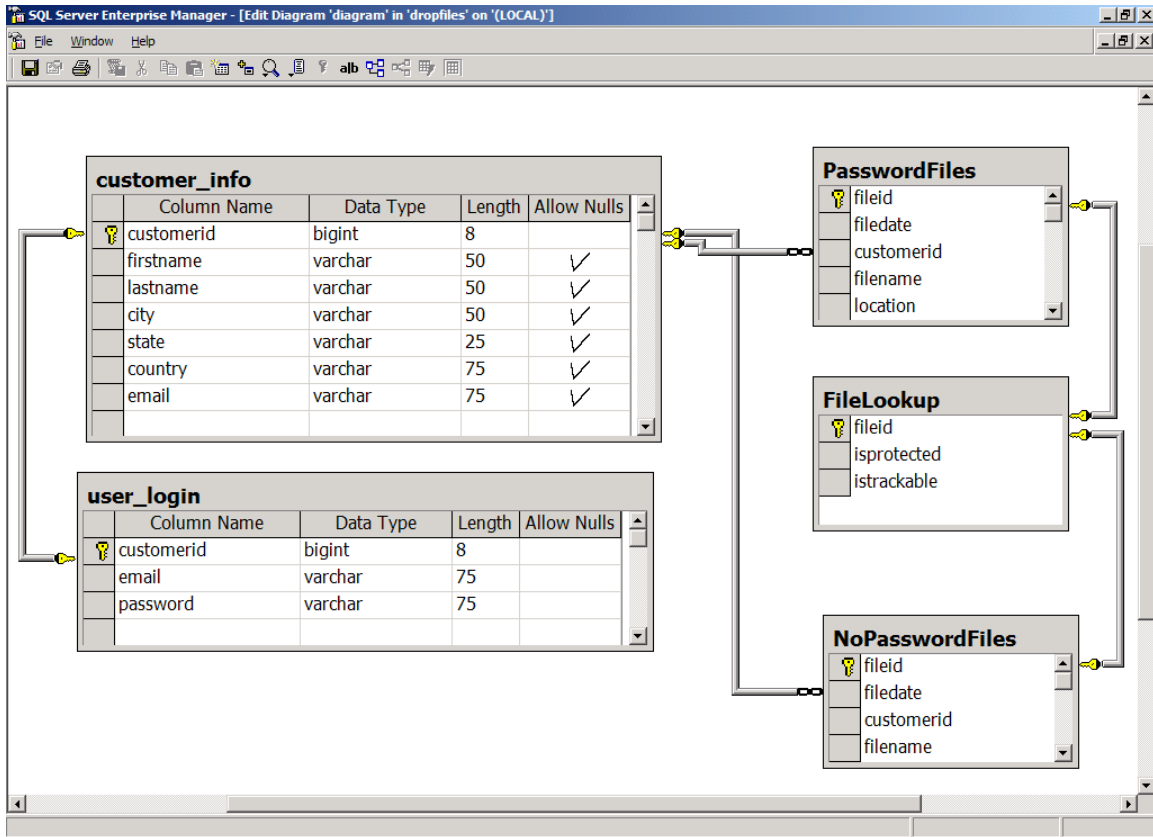 SQL Server Enterprise Manager - [Edit Diagram 'diagram' in 'dropfiles' on '(LOCAL)']
File Window Help
ab
customer_info
Column Name Data Type Length Allow Nulls
customerid bigint 8
firstname varchar 50
lastname varchar 50
city varchar 50
state varchar 25
country varchar 75
email varchar 75
user_login
Column Name Data Type Length Allow Nulls
customerid bigint 8
email varchar 75
password varchar 75
PasswordFiles
fileid
filedate
customerid
filename
location
FileLookup
fileid
isprotected
istrackable
NoPasswordFiles
fileid
filedate
customerid
filename